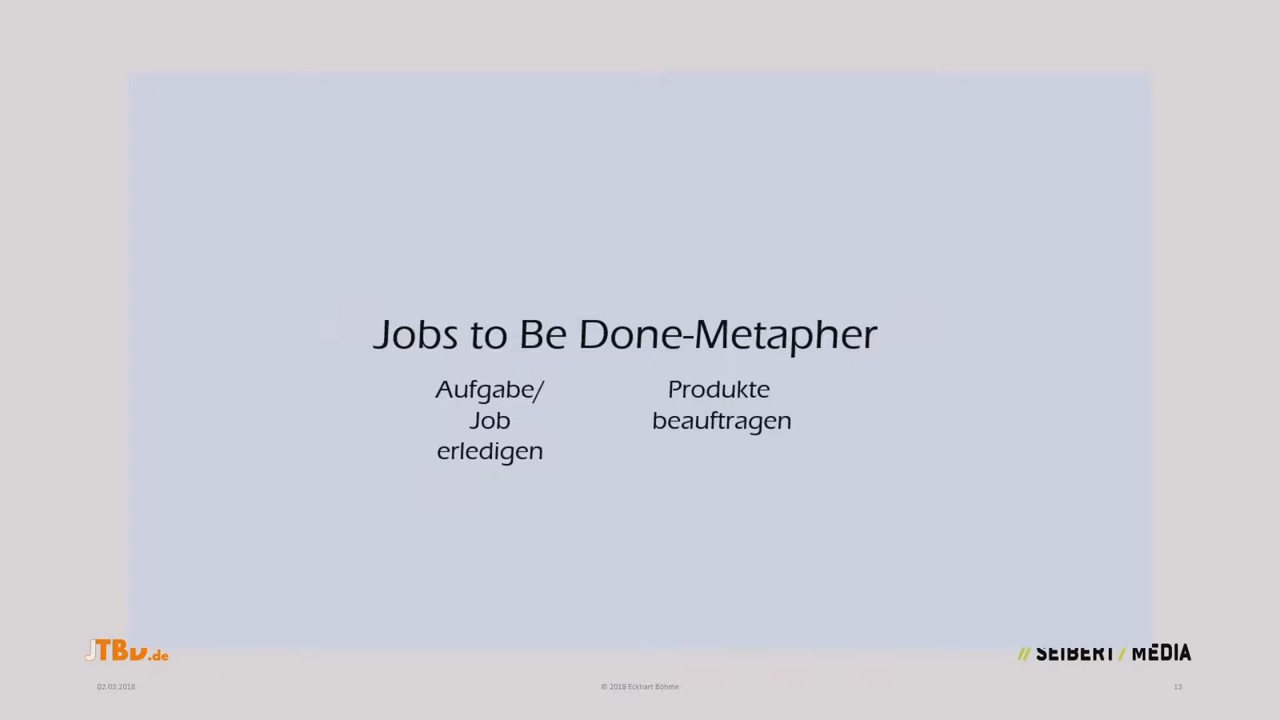 Jobs to Be Done-Metapher
Aufgabe/
Job
erledigen
Produkte
beauftragen
JTBD.de
// SEIBERT / MEDIA
02.03.2018
© 2018 Eckhart Böhme
13